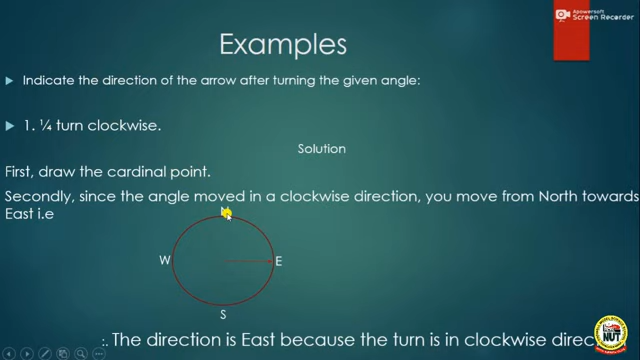 Apowersoft
Screen Recorder
Examples
Indicate the direction of the arrow after turning the given angle:
1. ¼ turn clockwise.
Solution
First, draw the cardinal point.
Secondly, since the angle moved in a clockwise direction, you move from North towards
East i.e
N
W
E
S
:. The direction is East because the turn is in clockwise direc
NUT